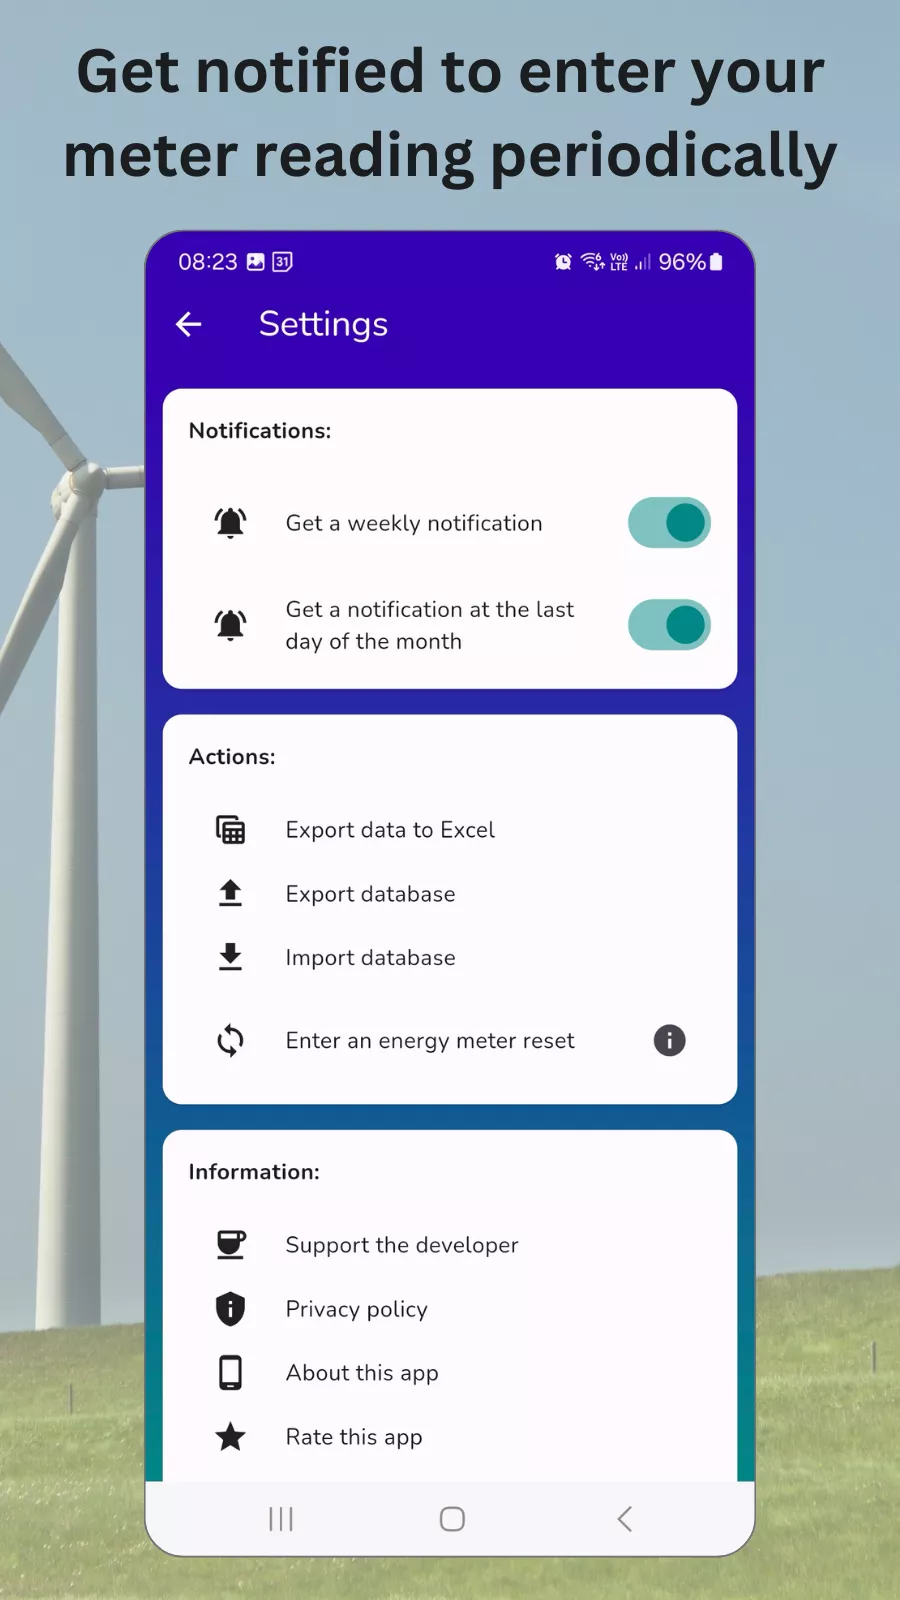 Get notified to enter your
meter reading periodically
08:23 31 6 Vo)) LTE 96%
Settings
Notifications:
Get a weekly notification
Get a notification at the last
day of the month
Actions:
Export data to Excel
Export database
Import database
Enter an energy meter reset
Information:
Support the developer
Privacy policy
About this app
Rate this app